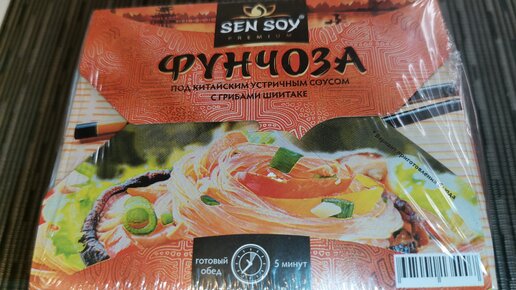 SEN SOY
PREMIUM
ФУНЧОЗА
ПОД КИТАЙСКИМ УСТРИЧНЫМ СОУСОМ
С ГРИБАМИ ШИИТАКЕ
готовый
обед
5 минут